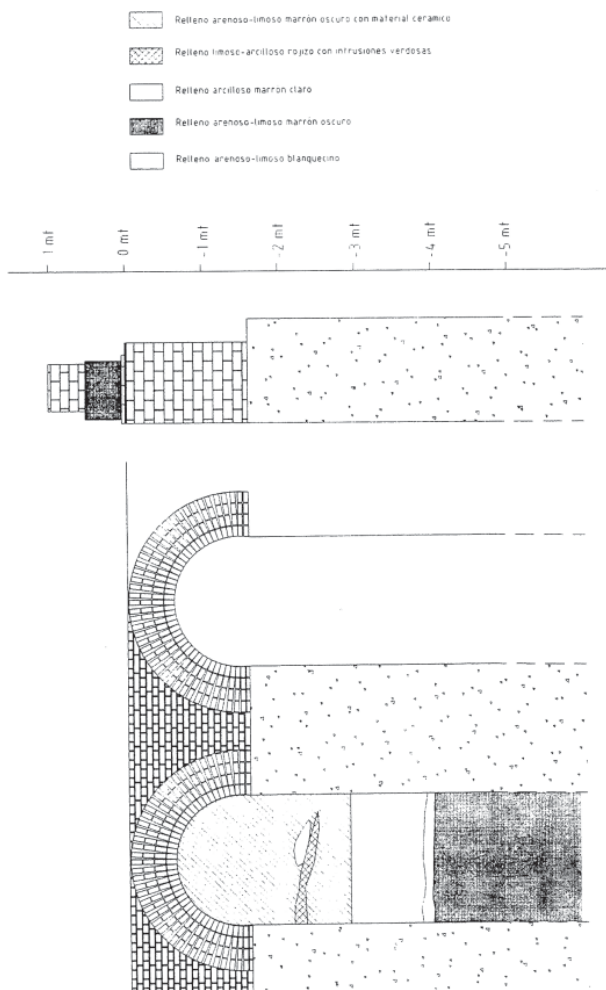 Relleno arenoso-limoso marrón oscuro con material cerámico
Relleno limoso-arcilloso rojizo con intrusiones verdosas
Relleno arcilloso marrón claro
Relleno arenoso-limoso marrón oscuro
Relleno arenoso-limoso blanquecino
1 mt
-0 mt
-1 mt
-2 mt
-3 mt
-4 mt
-5 mt